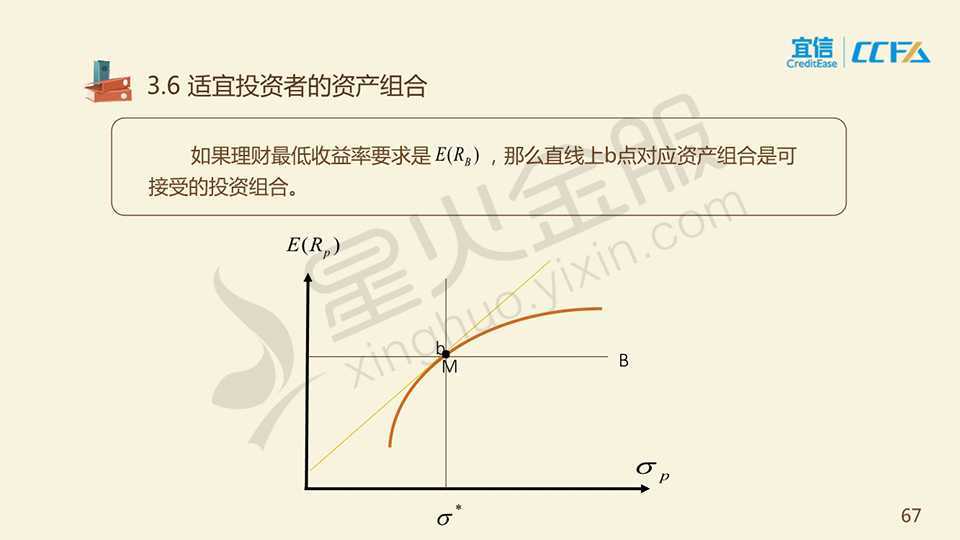 宜信
CreditEase
CCFA
3.6 适宜投资者的资产组合
如果理财最低收益率要求是 E(R_B) ，那么直线上b点对应资产组合是可
接受的投资组合。
星火金服
xinghuo.yixin.com
E(R_p)
b
M
B
σ_p
σ*
67